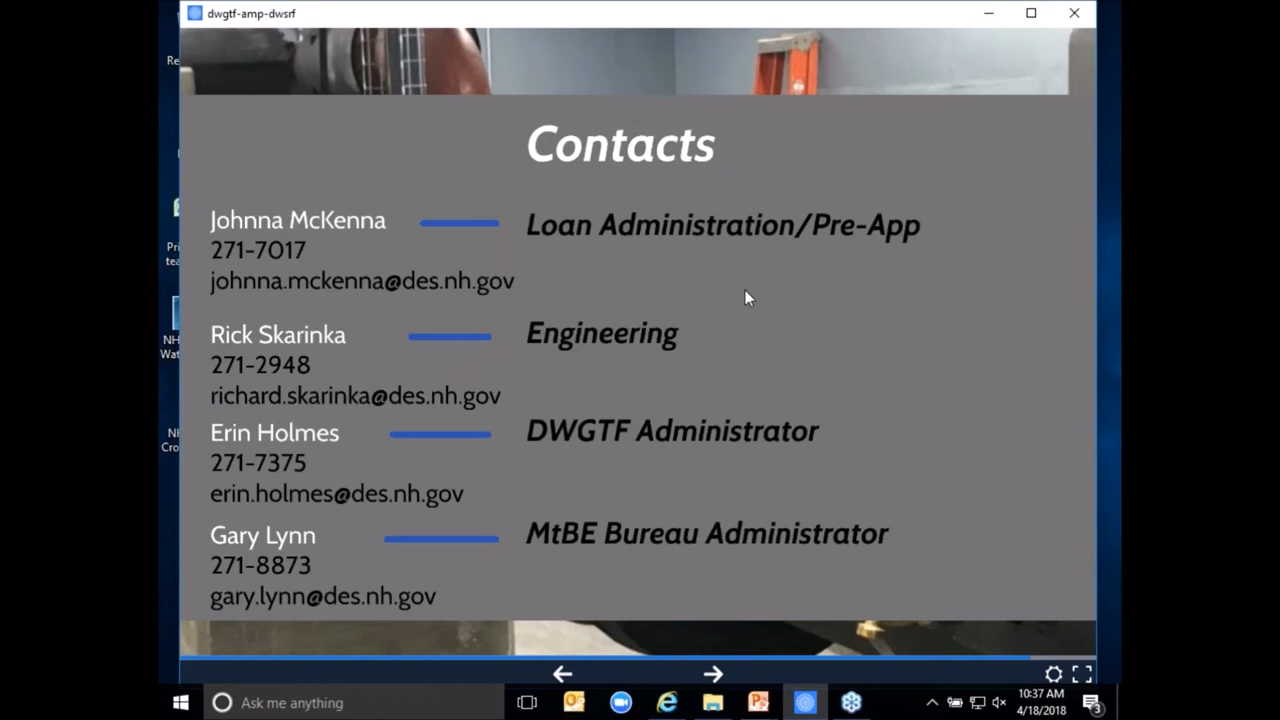 dwgtf-amp-dwsrf
Contacts
Johnna McKenna
Loan Administration/Pre-App
271-7017
johnna.mckenna@des.nh.gov
Rick Skarinka
Engineering
271-2948
richard.skarinka@des.nh.gov
Erin Holmes
DWGTF Administrator
271-7375
erin.holmes@des.nh.gov
Gary Lynn
MtBE Bureau Administrator
271-8873
gary.lynn@des.nh.gov
Ask me anything
10:37 AM
4/18/2018
3